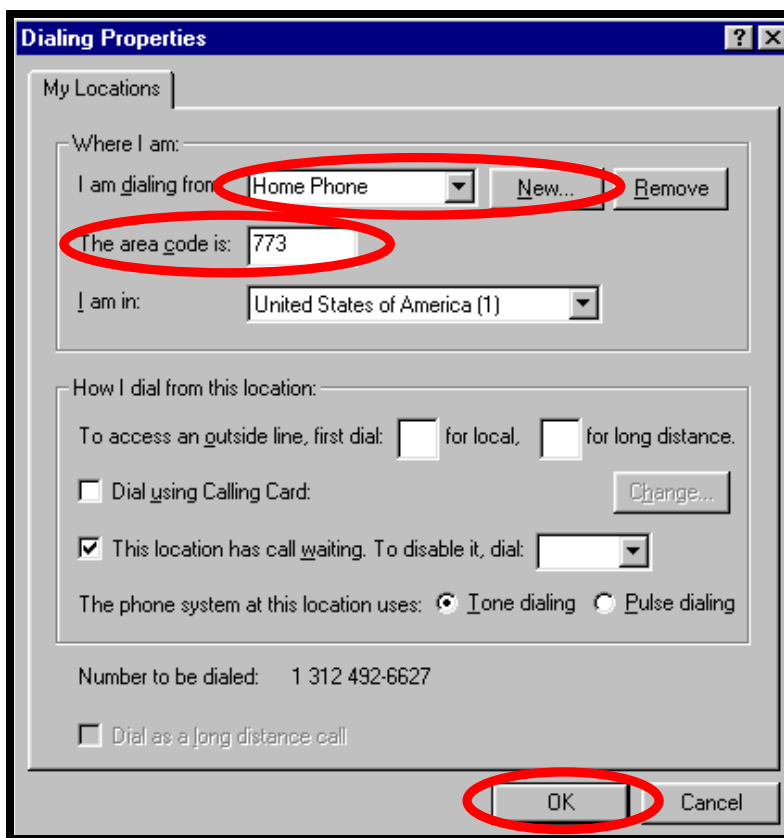 Dialing Properties
My Locations
Where I am:
I am dialing from Home Phone New... Remove
The area code is: 773
I am in: United States of America (1)
How I dial from this location:
To access an outside line, first dial: for local, for long distance.
Dial using Calling Card: Change...
This location has call waiting. To disable it, dial:
The phone system at this location uses: Tone dialing Pulse dialing
Number to be dialed: 1 312 492-6627
Dial as a long distance call
OK Cancel